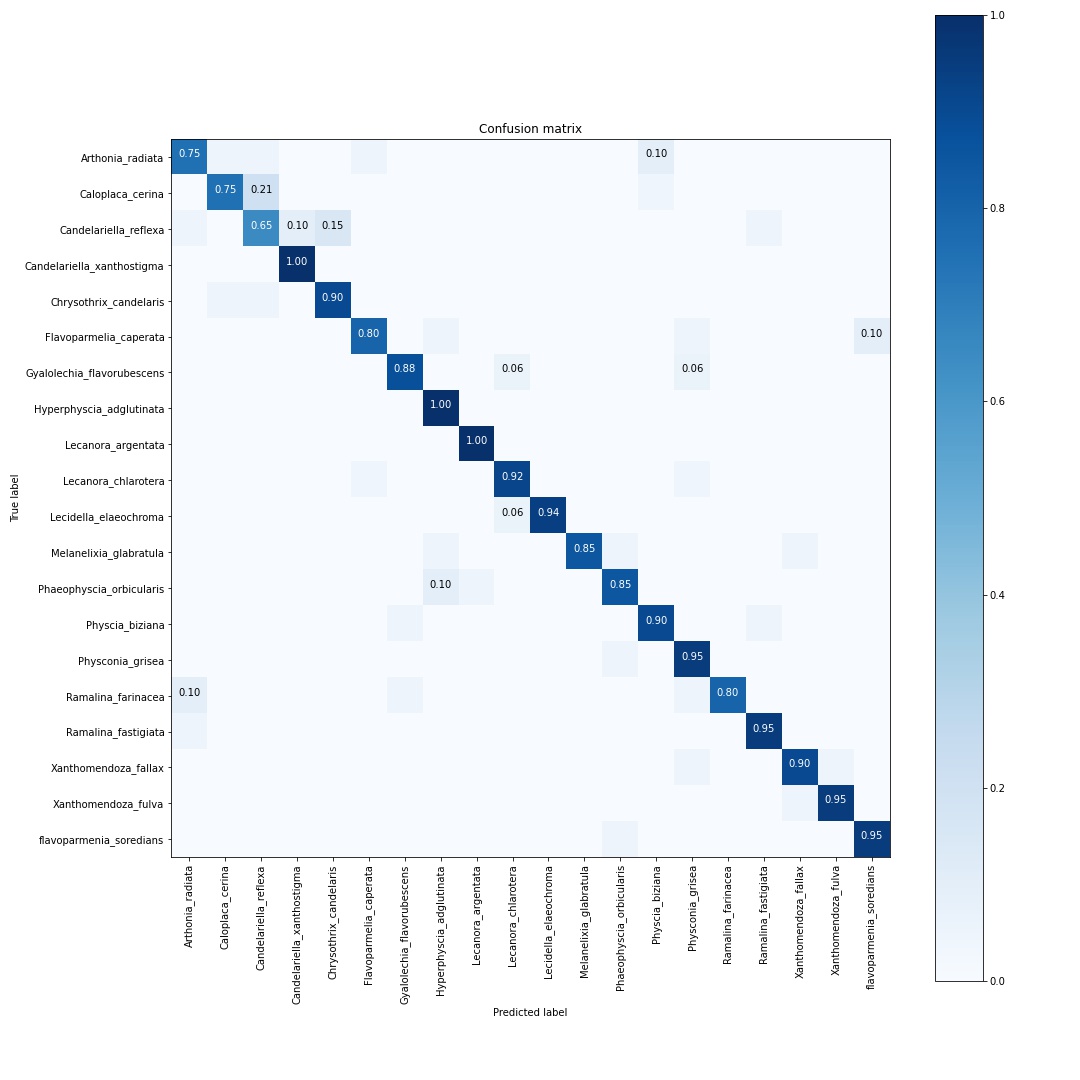 Confusion matrix
Arthonia_radiata 0.75 0.10
Caloplaca_cerina 0.75 0.21
Candelariella_reflexa 0.65 0.10 0.15
Candelariella_xanthostigma 1.00
Chrysothrix_candelaris 0.90
Flavoparmelia_caperata 0.80 0.10
Gyalolechia_flavorubescens 0.88 0.06 0.06
Hyperphyscia_adglutinata 1.00
Lecanora_argentata 1.00
Lecanora_chlarotera 0.92
Lecidella_elaeochroma 0.06 0.94
Melanelixia_glabratula 0.85
Phaeophyscia_orbicularis 0.10 0.85
Physcia_biziana 0.90
Physconia_grisea 0.95
Ramalina_farinacea 0.10 0.80
Ramalina_fastigiata 0.95
Xanthomendoza_fallax 0.90
Xanthomendoza_fulva 0.95
flavoparmenia_soredians 0.95
True label
Arthonia_radiata
Caloplaca_cerina
Candelariella_reflexa
Candelariella_xanthostigma
Chrysothrix_candelaris
Flavoparmelia_caperata
Gyalolechia_flavorubescens
Hyperphyscia_adglutinata
Lecanora_argentata
Lecanora_chlarotera
Lecidella_elaeochroma
Melanelixia_glabratula
Phaeophyscia_orbicularis
Physcia_biziana
Physconia_grisea
Ramalina_farinacea
Ramalina_fastigiata
Xanthomendoza_fallax
Xanthomendoza_fulva
flavoparmenia_soredians
Predicted label
1.0
0.8
0.6
0.4
0.2
0.0